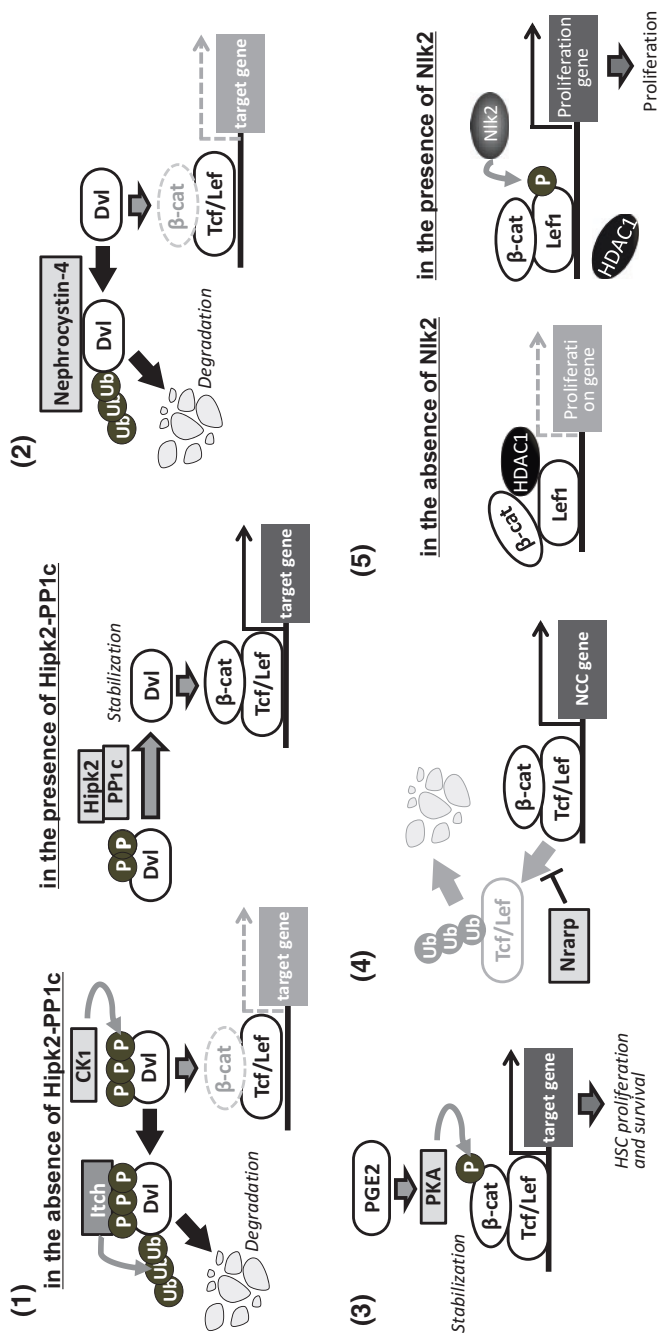 (1)
in the absence of Hipk2-PP1c
CK1
P P P
Dvl
Itch
P P P
Dvl
Ub
Ub
Ub
Degradation
β-cat
Tcf/Lef
target gene
in the presence of Hipk2-PP1c
Hipk2
PP1c
P P
Dvl
Stabilization
Dvl
β-cat
Tcf/Lef
target gene
(2)
Nephrocystin-4
Dvl
Dvl
Ub
Ub
Ub
Degradation
β-cat
Tcf/Lef
target gene
(3)
PGE2
PKA
Stabilization
P
β-cat
Tcf/Lef
target gene
HSC proliferation
and survival
(4)
Ub
Ub
Ub
Tcf/Lef
Nrarp
β-cat
Tcf/Lef
NCC gene
(5)
in the absence of Nlk2
β-cat
HDAC1
Lef1
Proliferati
on gene
in the presence of Nlk2
Nlk2
β-cat
P
Lef1
HDAC1
Proliferation
gene
Proliferation